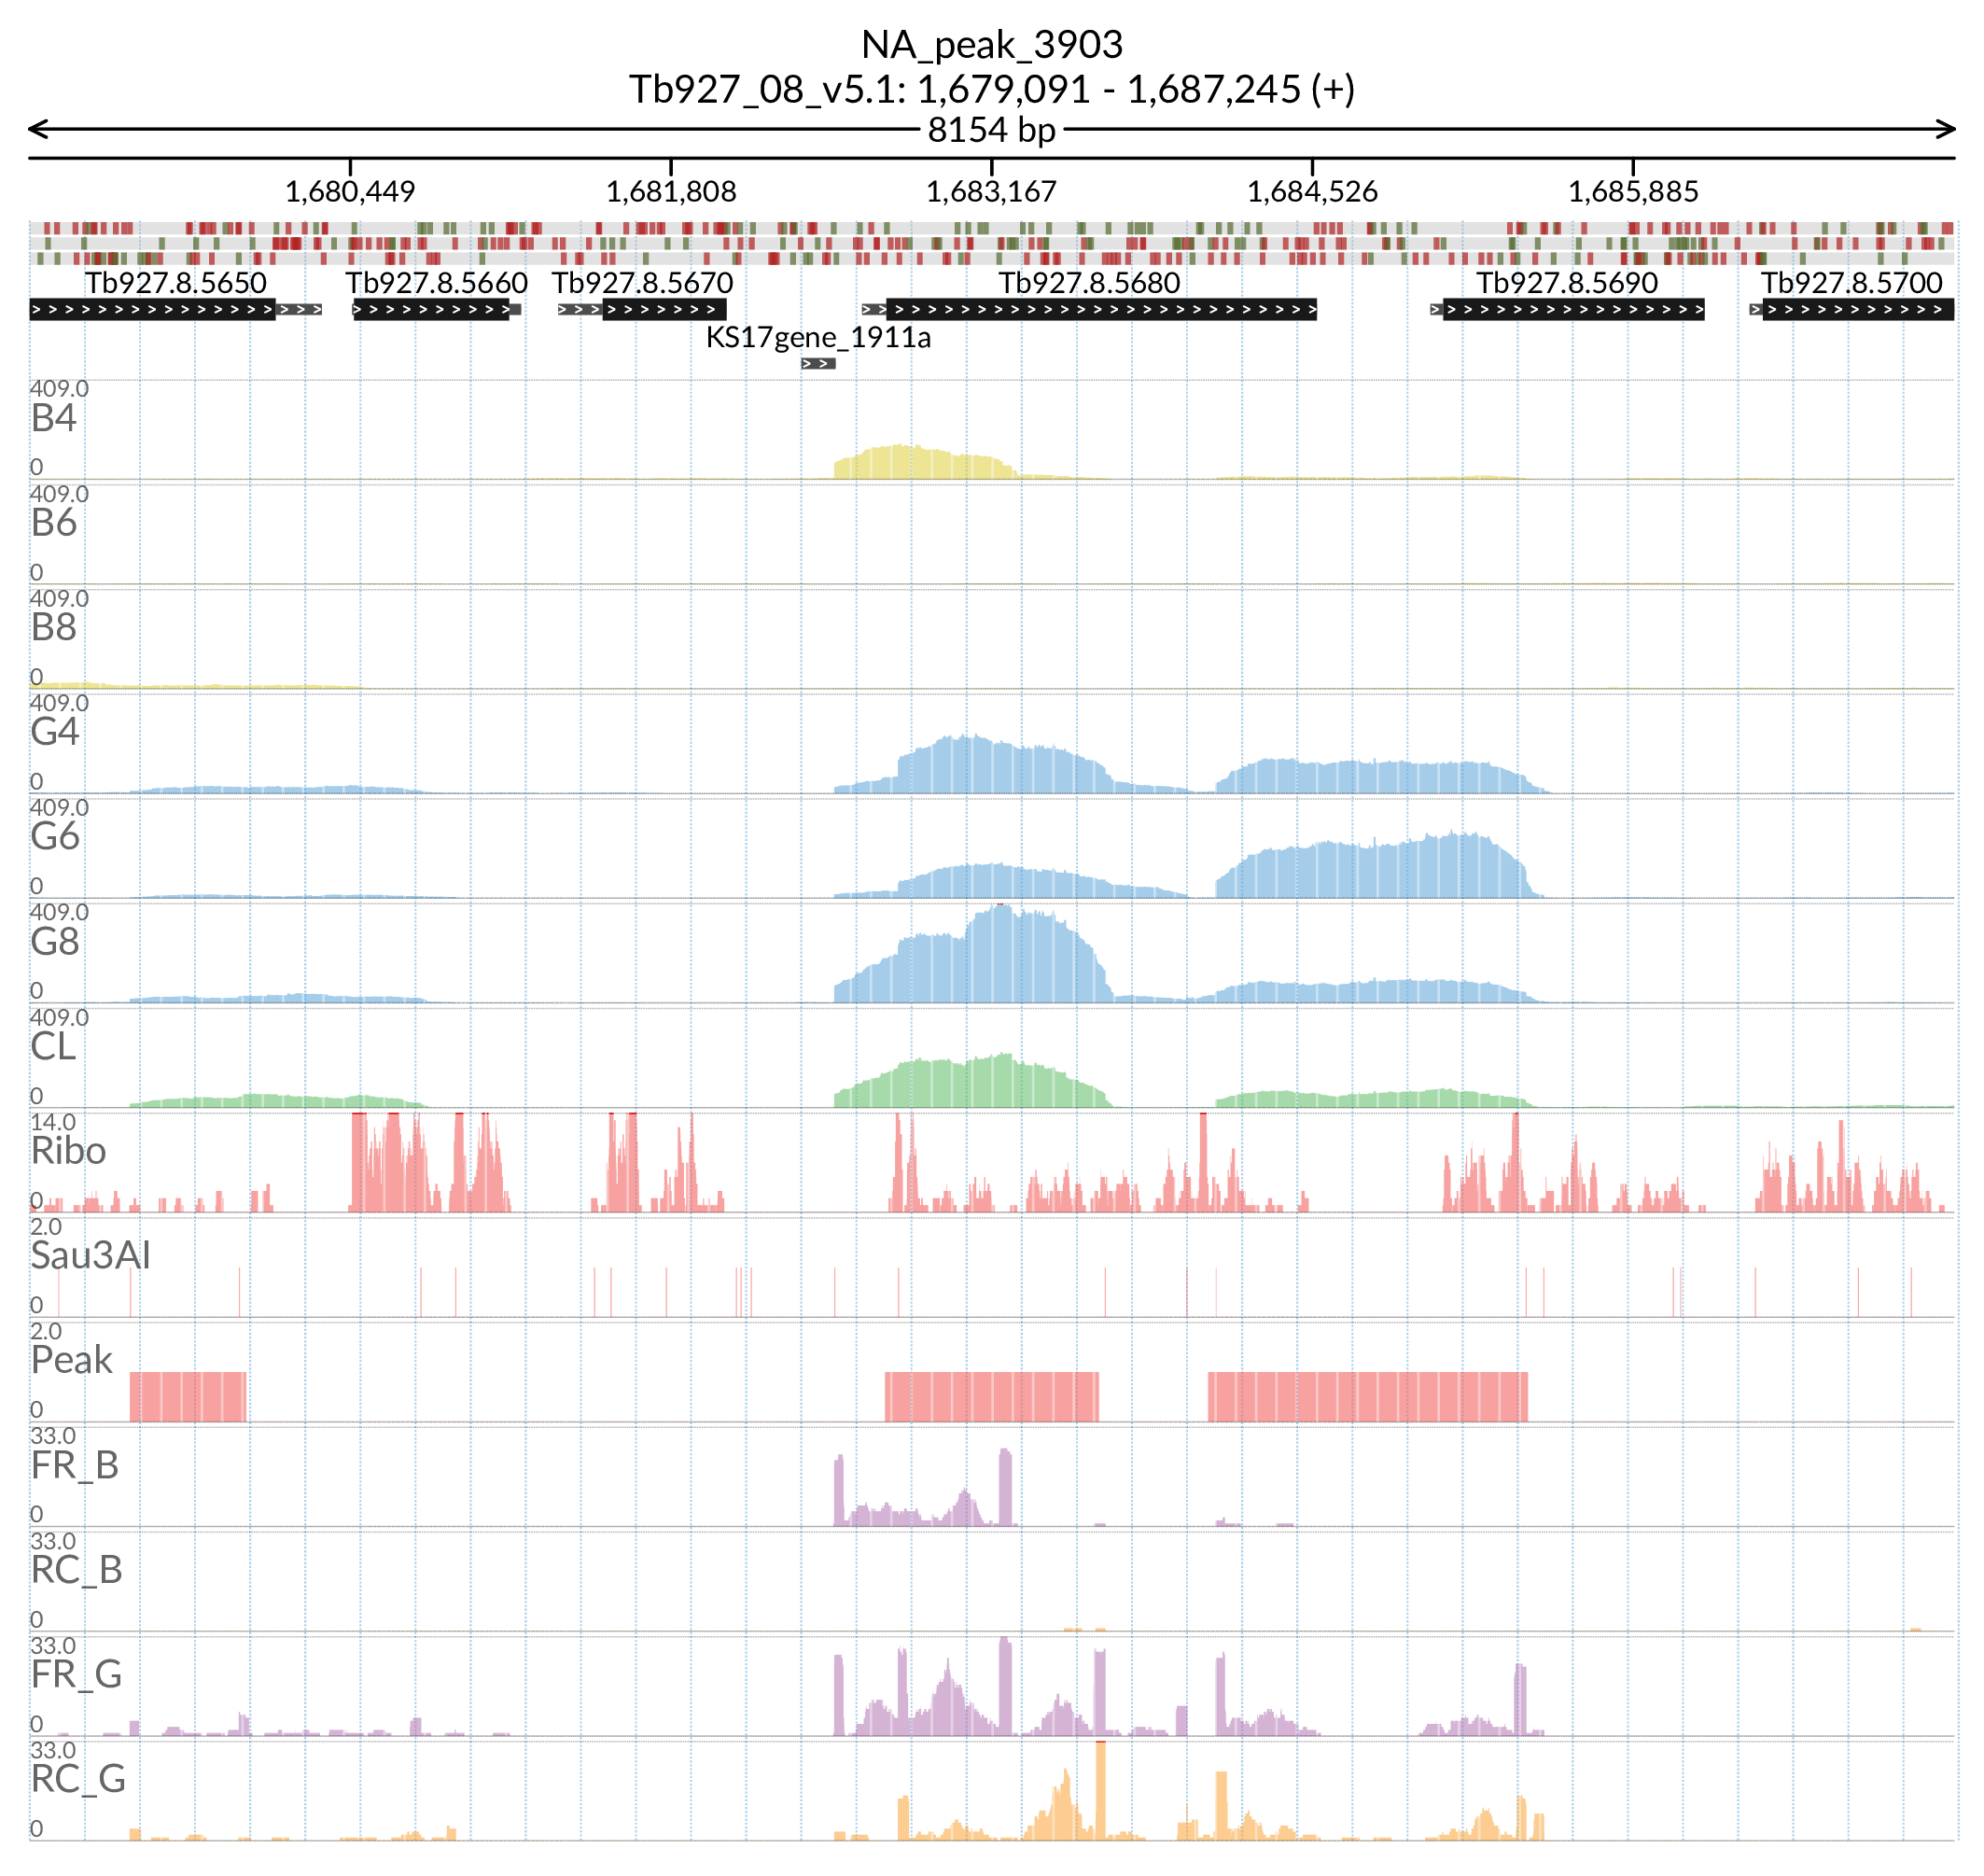 NA_peak_3903
Tb927_08_v5.1: 1,679,091 - 1,687,245 (+)
8154 bp
1,680,449 1,681,808 1,683,167 1,684,526 1,685,885
Tb927.8.5650 Tb927.8.5660 Tb927.8.5670 Tb927.8.5680 Tb927.8.5690 Tb927.8.5700
KS17gene_1911a
409.0
B4
0
409.0
B6
0
409.0
B8
0
409.0
G4
0
409.0
G6
0
409.0
G8
0
409.0
CL
0
14.0
Ribo
0
2.0
Sau3AI
0
2.0
Peak
0
33.0
FR_B
0
33.0
RC_B
0
33.0
FR_G
0
33.0
RC_G
0